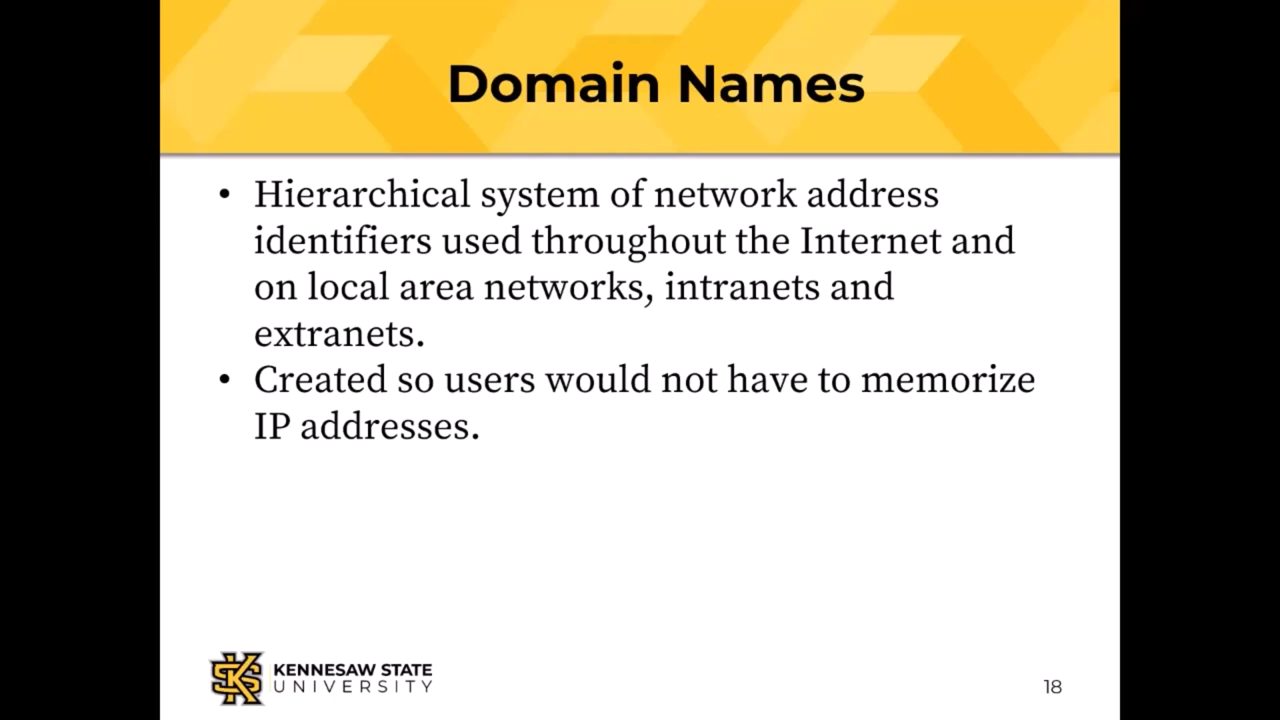 Domain Names
• Hierarchical system of network address
identifiers used throughout the Internet and
on local area networks, intranets and
extranets.
• Created so users would not have to memorize
IP addresses.
KENNESAW STATE
UNIVERSITY
18